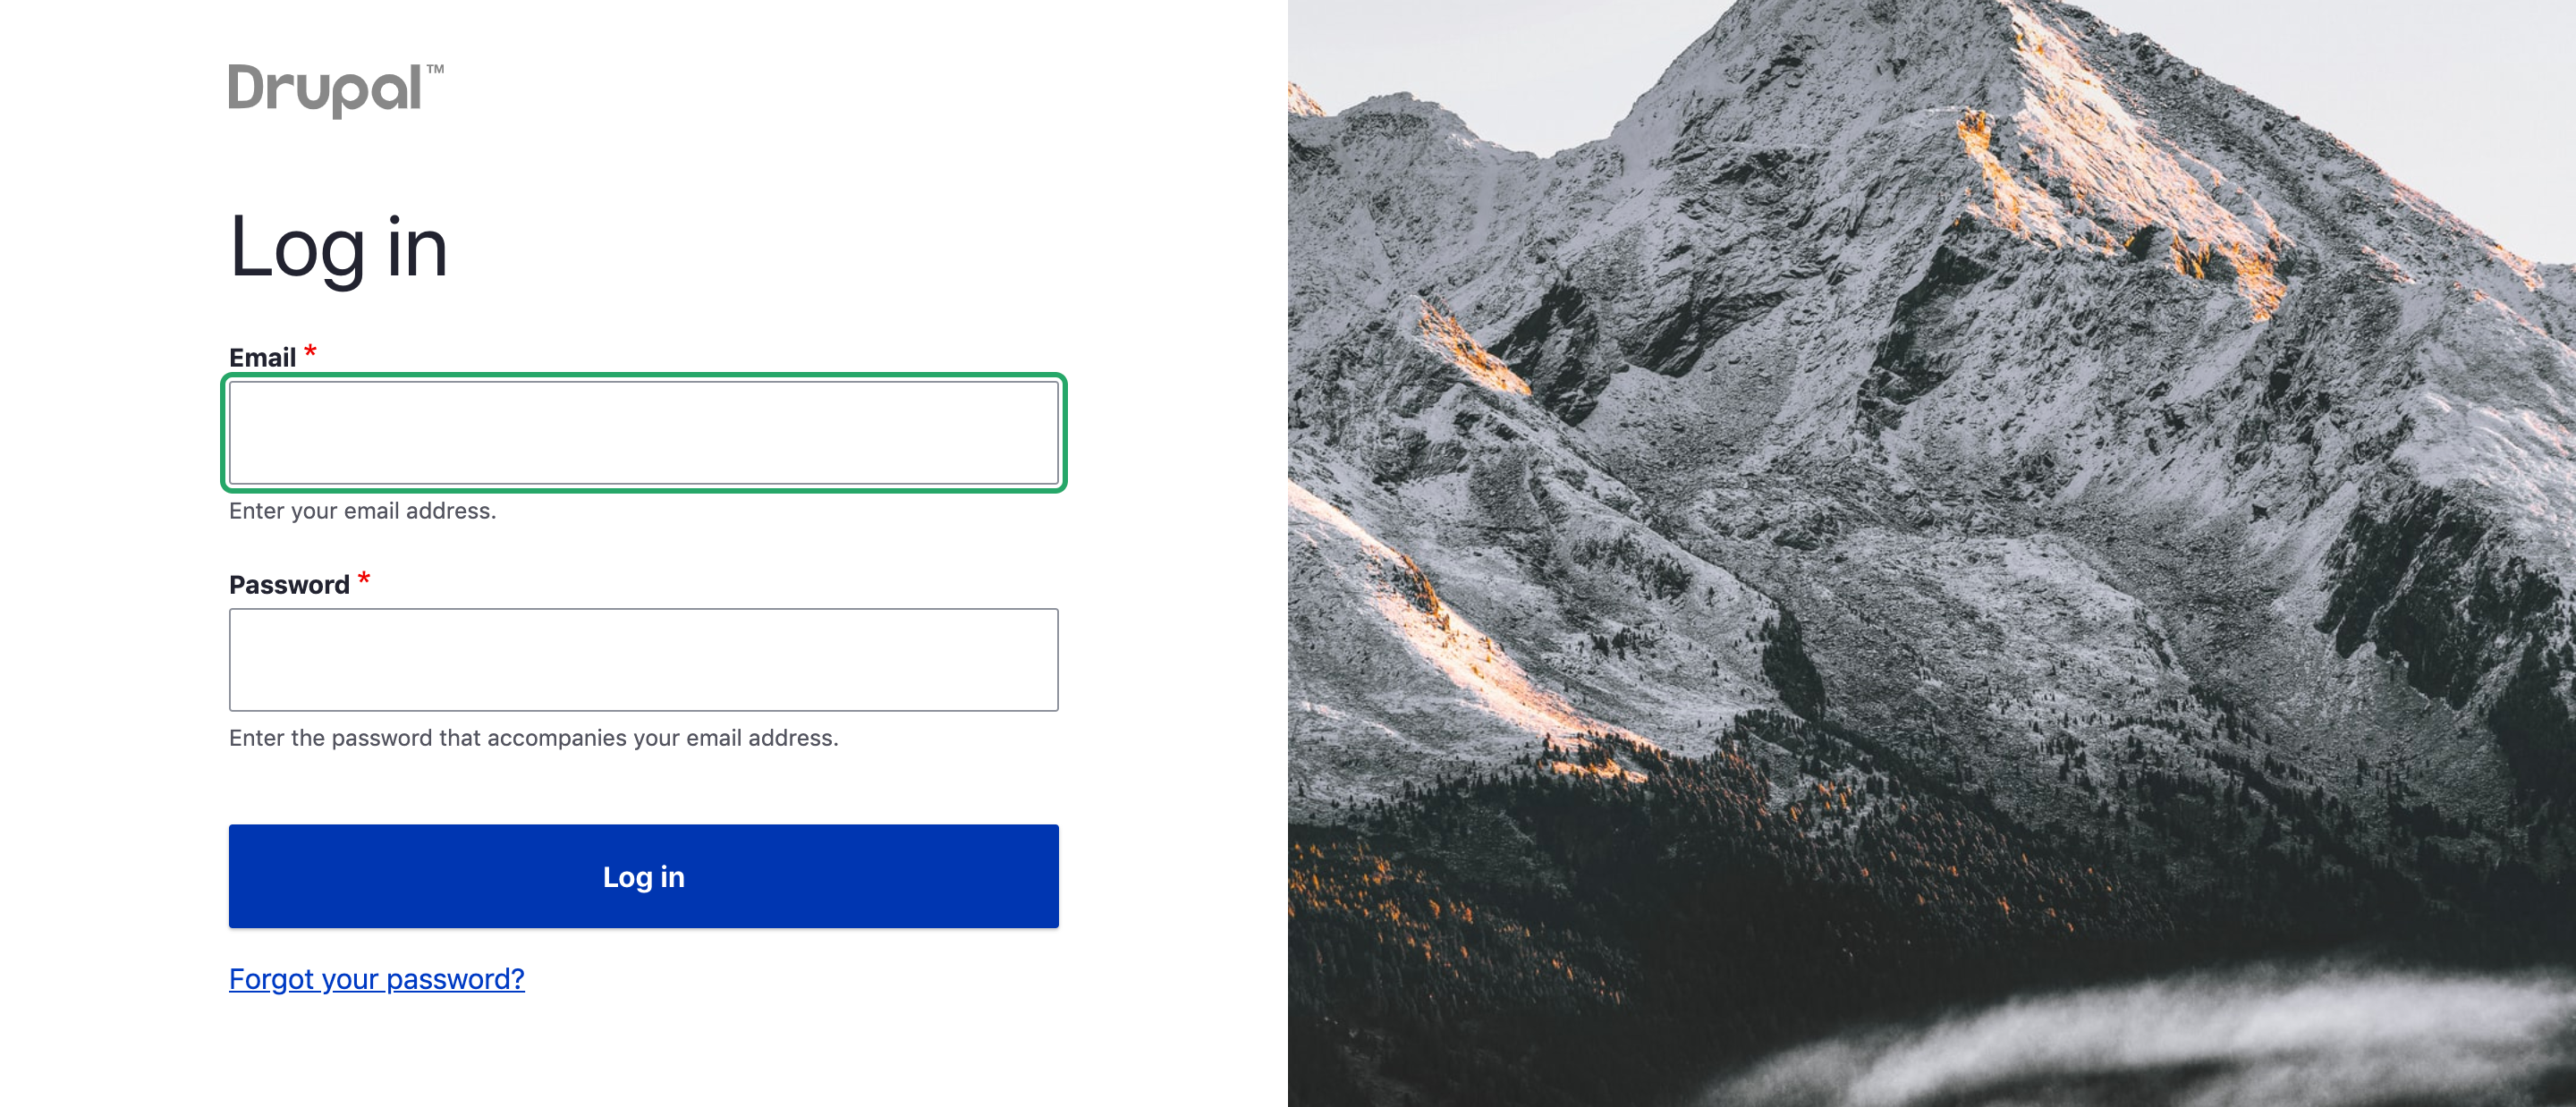 Drupal™
Log in
Email *
Enter your email address.
Password *
Enter the password that accompanies your email address.
Log in
Forgot your password?